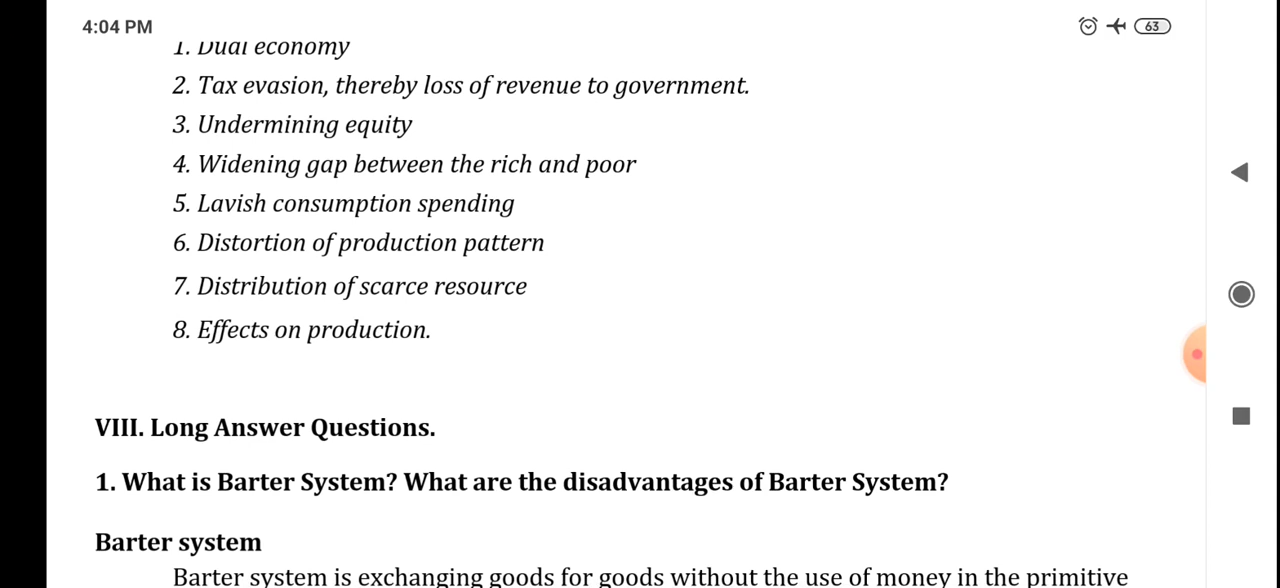 4:04 PM
63
1. Dual economy
2. Tax evasion, thereby loss of revenue to government.
3. Undermining equity
4. Widening gap between the rich and poor
5. Lavish consumption spending
6. Distortion of production pattern
7. Distribution of scarce resource
8. Effects on production.
VIII. Long Answer Questions.
1. What is Barter System? What are the disadvantages of Barter System?
Barter system
Barter system is exchanging goods for goods without the use of money in the primitive